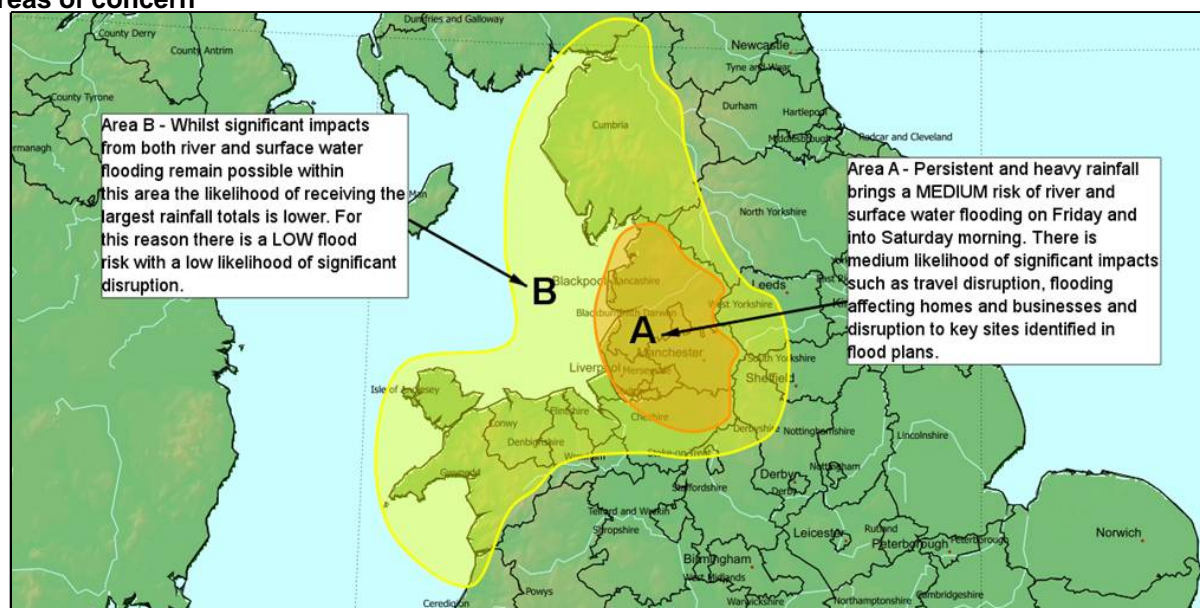 reas of concern
County Derry
County Antrim
County Tyrone
Dumfries and Galloway
Newcastle
Tyne and Wear
Durham
Hartlepool
Redcar and Cleveland
Cumbria
Area B - Whilst significant impacts
from both river and surface water
flooding remain possible within
this area the likelihood of receiving the
largest rainfall totals is lower. For
this reason there is a LOW flood
risk with a low likelihood of significant
disruption.
Man
Area A - Persistent and heavy rainfall
brings a MEDIUM risk of river and
surface water flooding on Friday and
into Saturday morning. There is
medium likelihood of significant impacts
such as travel disruption, flooding
affecting homes and businesses and
disruption to key sites identified in
flood plans.
North Yorkshire
B
Blackpool
Lancashire
Leeds
West Yorkshire
A
Manchester
Liverpool
South Yorkshire
Sheffield
Isle of Anglesey
Flintshire
Cheshire
Conwy
Denbighshire
Gwynedd
Derbyshire
Nottinghamshire
Lincolnshire
Stoke-on-Trent
Derby
Derby
Nottingham
Staffordshire
Telford and Wrekin
Shropshire
Leicester
Rutland
Peterborough
Peterborough
Norwich
Birmingham
West Midlands
Powys
Ceredigion
Warwickshire
Northamptonshire
Cambridgeshire